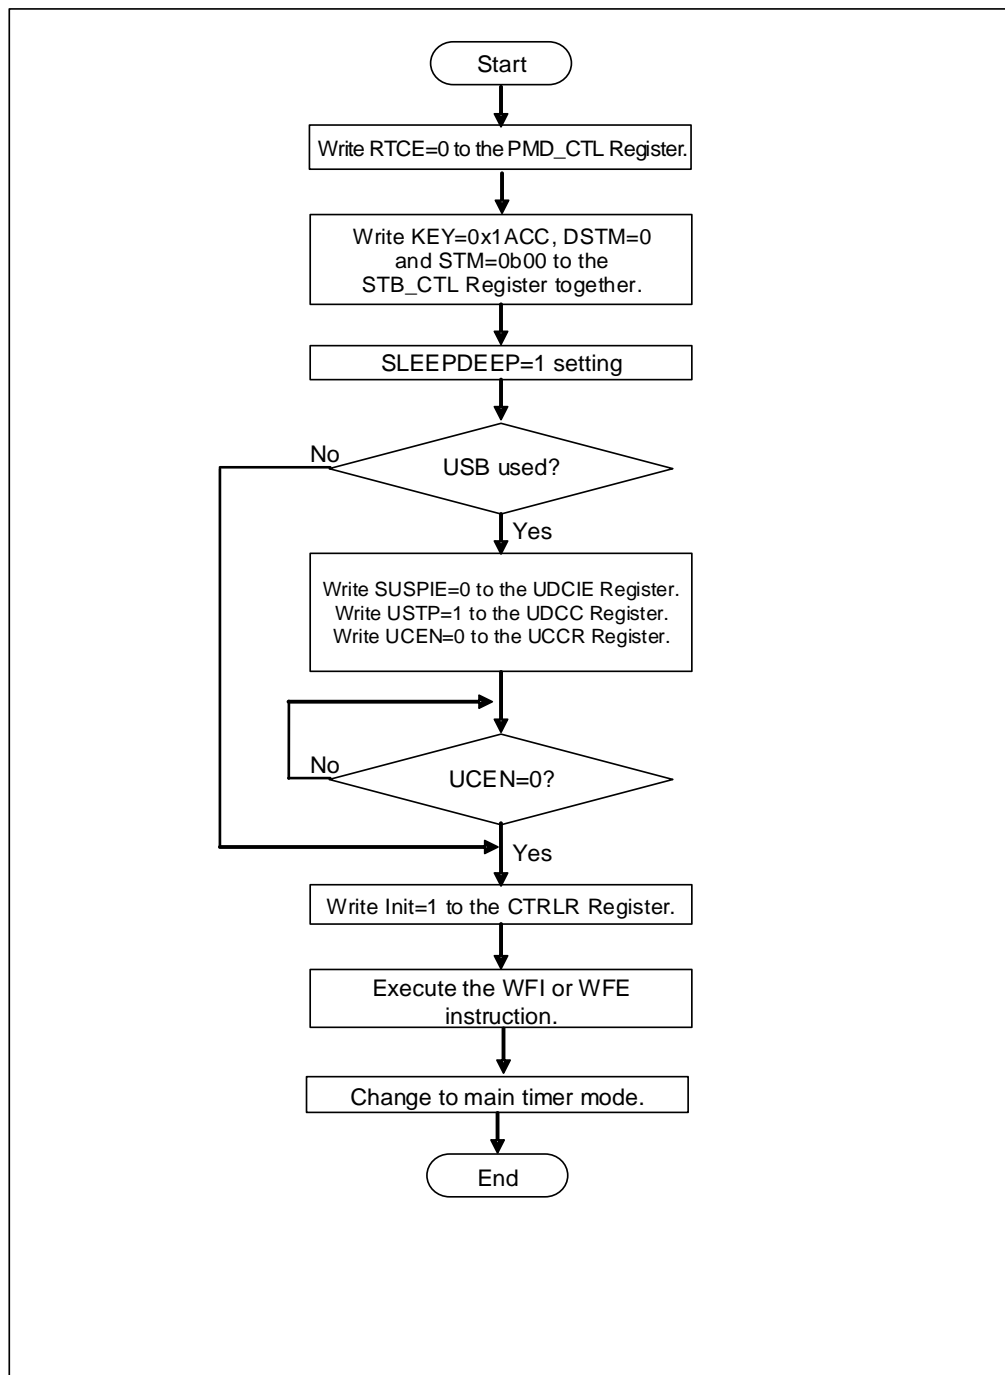 Start
Write RTCE=0 to the PMD_CTL Register.
Write KEY=0x1ACC, DSTM=0
and STM=0b00 to the
STB_CTL Register together.
SLEEPDEEP=1 setting
No
USB used?
Yes
Write SUSPIE=0 to the UDCIE Register.
Write USTP=1 to the UDCC Register.
Write UCEN=0 to the UCCR Register.
No
UCEN=0?
Yes
Write Init=1 to the CTRLR Register.
Execute the WFI or WFE
instruction.
Change to main timer mode.
End